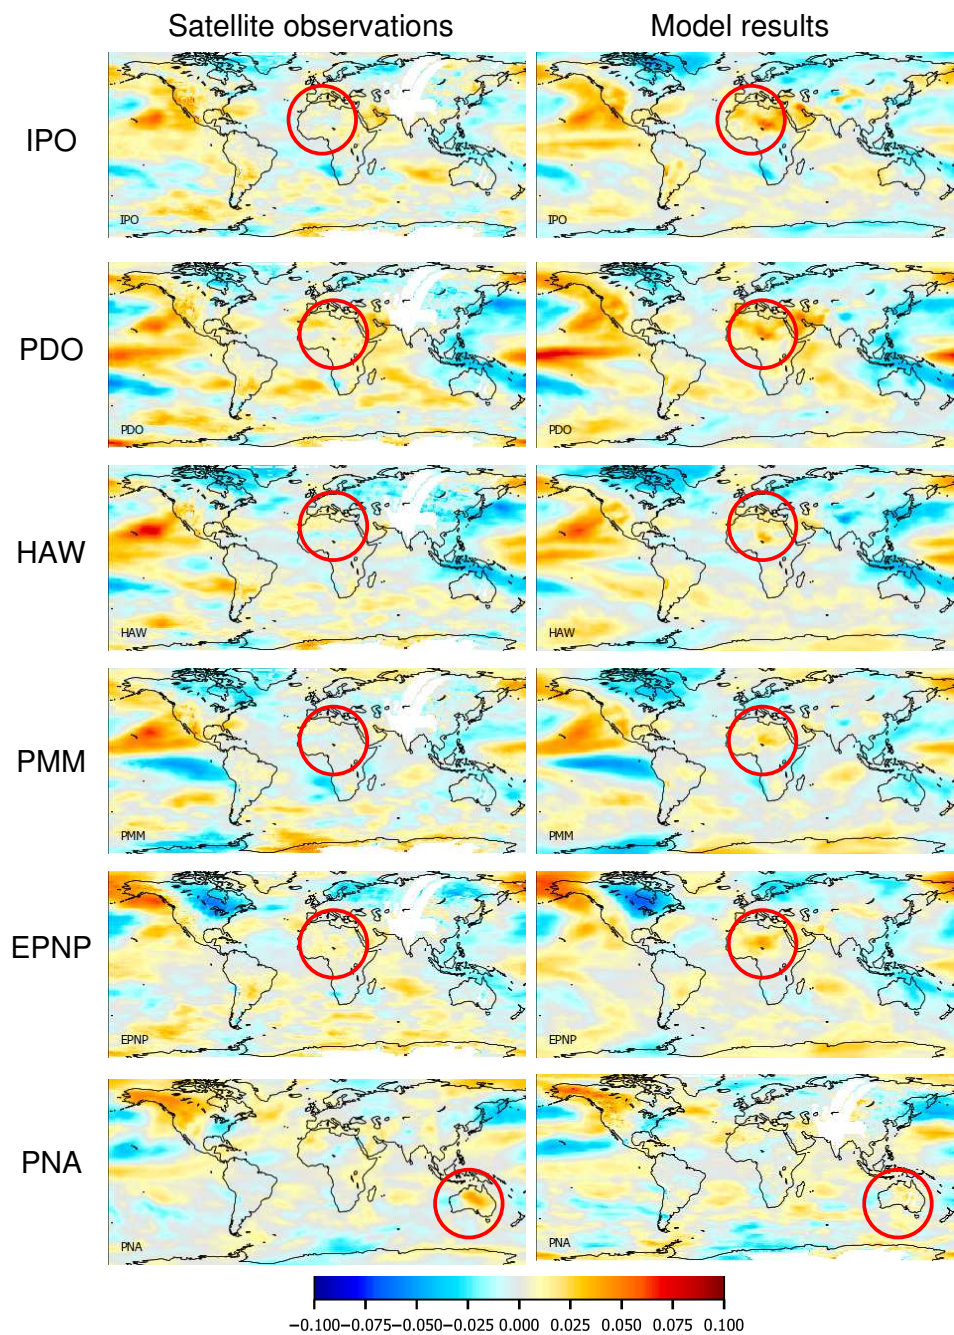 Satellite observations Model results
IPO
IPO IPO
PDO
PDO PDO
HAW
HAW HAW
PMM
PMM PMM
EPNP
EPNP EPNP
PNA
PNA PNA
−0.100 −0.075 −0.050 −0.025 0.000 0.025 0.050 0.075 0.100